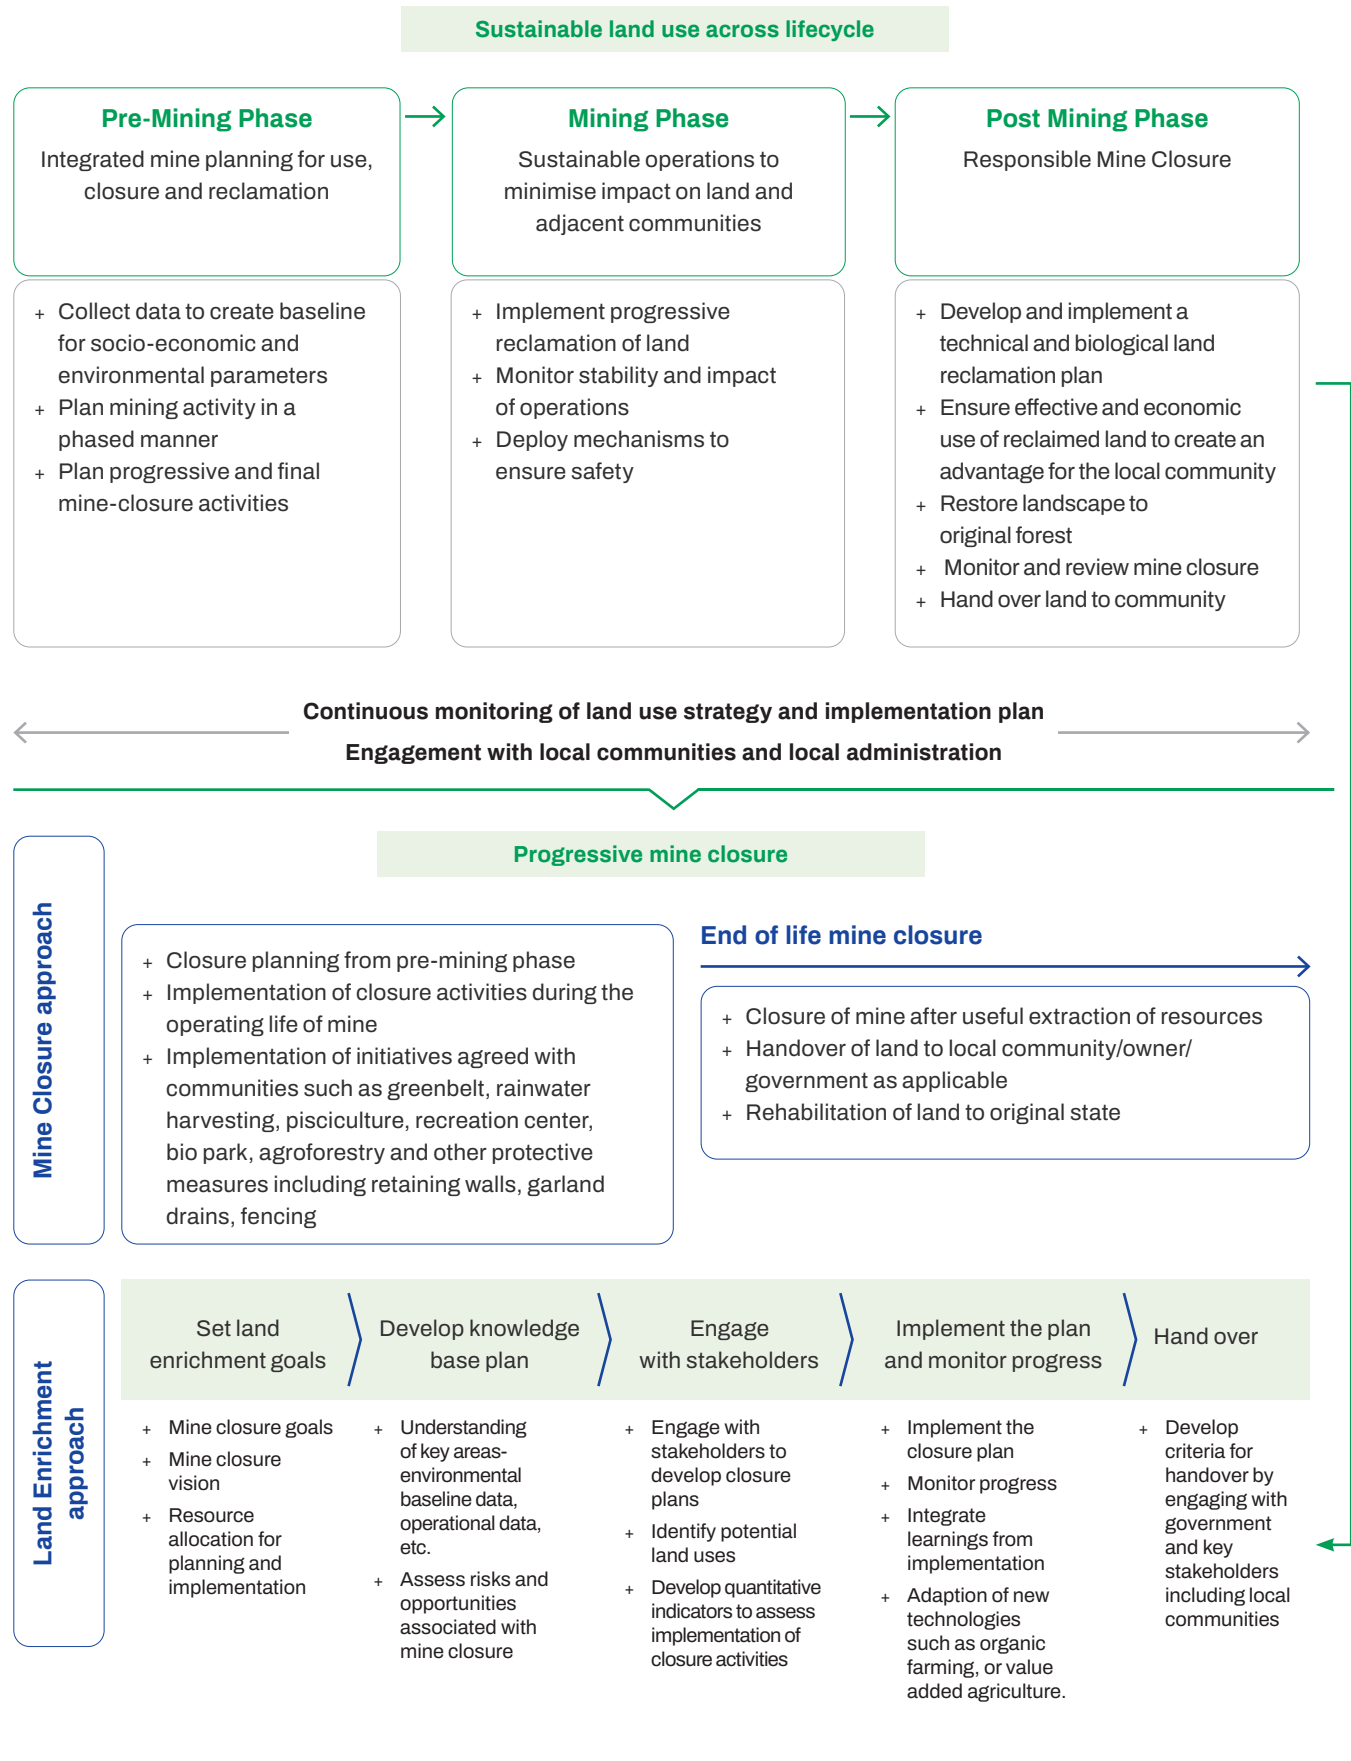 Sustainable land use across lifecycle
Pre-Mining Phase
Integrated mine planning for use,
closure and reclamation
+ Collect data to create baseline
for socio-economic and
environmental parameters
+ Plan mining activity in a
phased manner
+ Plan progressive and final
mine-closure activities
Mining Phase
Sustainable operations to
minimise impact on land and
adjacent communities
+ Implement progressive
reclamation of land
+ Monitor stability and impact
of operations
+ Deploy mechanisms to
ensure safety
Post Mining Phase
Responsible Mine Closure
+ Develop and implement a
technical and biological land
reclamation plan
+ Ensure effective and economic
use of reclaimed land to create an
advantage for the local community
+ Restore landscape to
original forest
+ Monitor and review mine closure
+ Hand over land to community
Continuous monitoring of land use strategy and implementation plan
Engagement with local communities and local administration
Mine Closure approach
Progressive mine closure
+ Closure planning from pre-mining phase
+ Implementation of closure activities during the
operating life of mine
+ Implementation of initiatives agreed with
communities such as greenbelt, rainwater
harvesting, pisciculture, recreation center,
bio park, agroforestry and other protective
measures including retaining walls, garland
drains, fencing
End of life mine closure
+ Closure of mine after useful extraction of resources
+ Handover of land to local community/owner/
government as applicable
+ Rehabilitation of land to original state
Land Enrichment
approach
Set land
enrichment goals
+ Mine closure goals
+ Mine closure
vision
+ Resource
allocation for
planning and
implementation
Develop knowledge
base plan
+ Understanding
of key areas-
environmental
baseline data,
operational data,
etc.
+ Assess risks and
opportunities
associated with
mine closure
Engage
with stakeholders
+ Engage with
stakeholders to
develop closure
plans
+ Identify potential
land uses
+ Develop quantitative
indicators to assess
implementation of
closure activities
Implement the plan
and monitor progress
+ Implement the
closure plan
+ Monitor progress
+ Integrate
learnings from
implementation
+ Adaption of new
technologies
such as organic
farming, or value
added agriculture.
Hand over
+ Develop
criteria for
handover by
engaging with
government
and key
stakeholders
including local
communities